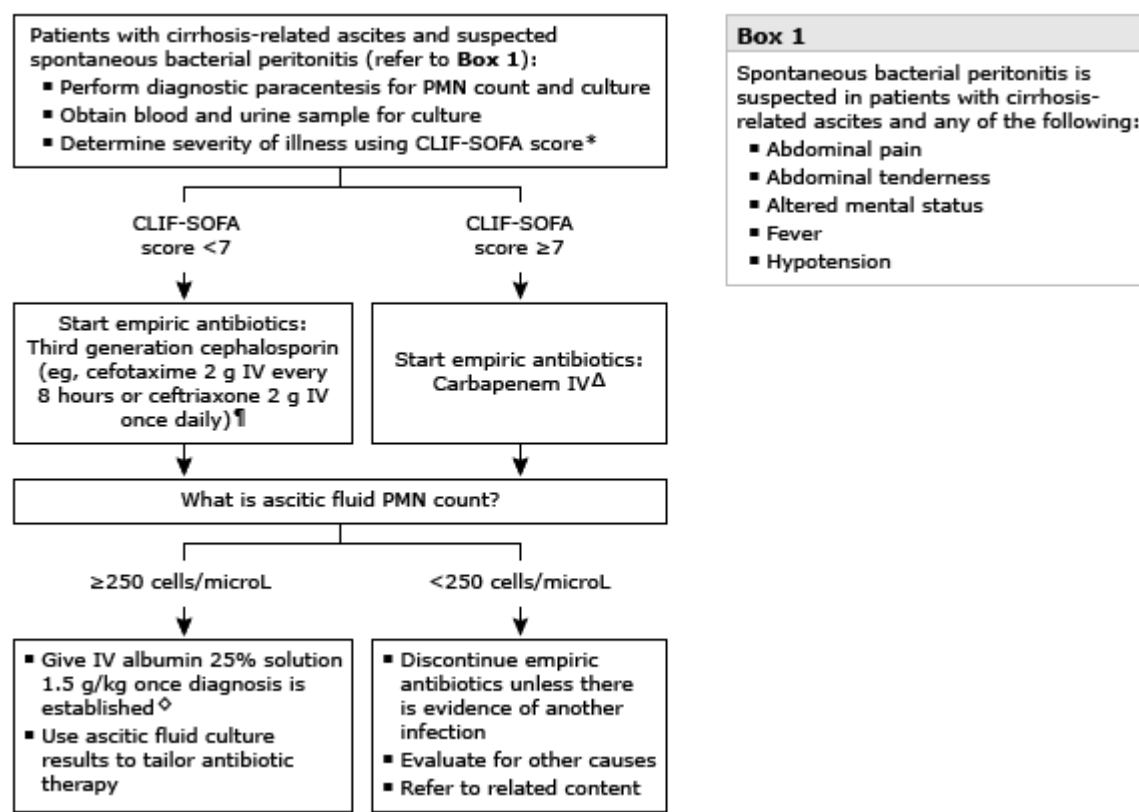 Patients with cirrhosis-related ascites and suspected
spontaneous bacterial peritonitis (refer to Box 1):
▪ Perform diagnostic paracentesis for PMN count and culture
▪ Obtain blood and urine sample for culture
▪ Determine severity of illness using CLIF-SOFA score*
CLIF-SOFA
score <7
CLIF-SOFA
score ≥7
Start empiric antibiotics:
Third generation cephalosporin
(eg, cefotaxime 2 g IV every
8 hours or ceftriaxone 2 g IV
once daily)¶
Start empiric antibiotics:
Carbapenem IVΔ
What is ascitic fluid PMN count?
≥250 cells/microL
<250 cells/microL
▪ Give IV albumin 25% solution
1.5 g/kg once diagnosis is
established◇
▪ Use ascitic fluid culture
results to tailor antibiotic
therapy
▪ Discontinue empiric
antibiotics unless there
is evidence of another
infection
▪ Evaluate for other causes
▪ Refer to related content
Box 1
Spontaneous bacterial peritonitis is
suspected in patients with cirrhosis-
related ascites and any of the following:
▪ Abdominal pain
▪ Abdominal tenderness
▪ Altered mental status
▪ Fever
▪ Hypotension